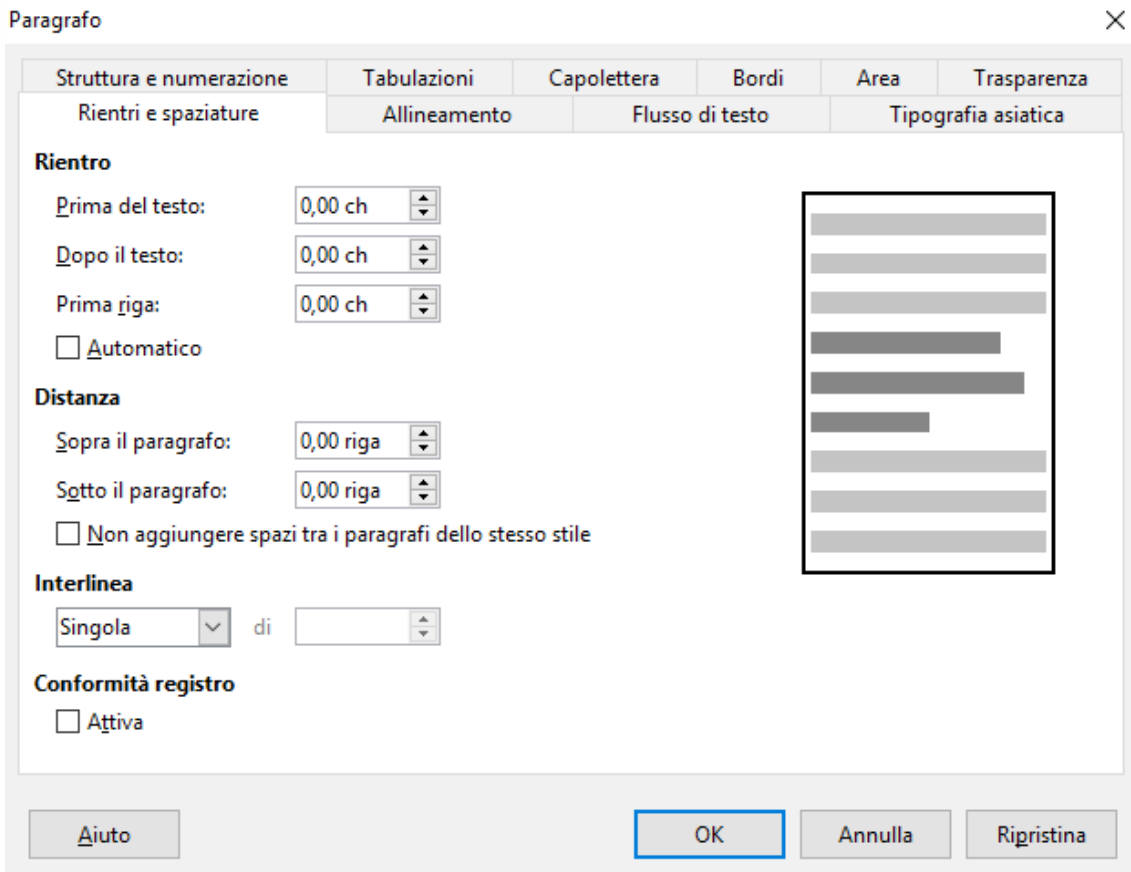 Paragrafo
Struttura e numerazione Tabulazioni Capolettera Bordi Area Trasparenza
Rientri e spaziature Allineamento Flusso di testo Tipografia asiatica
Rientro
Prima del testo: 0,00 ch
Dopo il testo: 0,00 ch
Prima riga: 0,00 ch
Automatico
Distanza
Sopra il paragrafo: 0,00 riga
Sotto il paragrafo: 0,00 riga
Non aggiungere spazi tra i paragrafi dello stesso stile
Interlinea
Singola di
Conformità registro
Attiva
Aiuto OK Annulla Ripristina